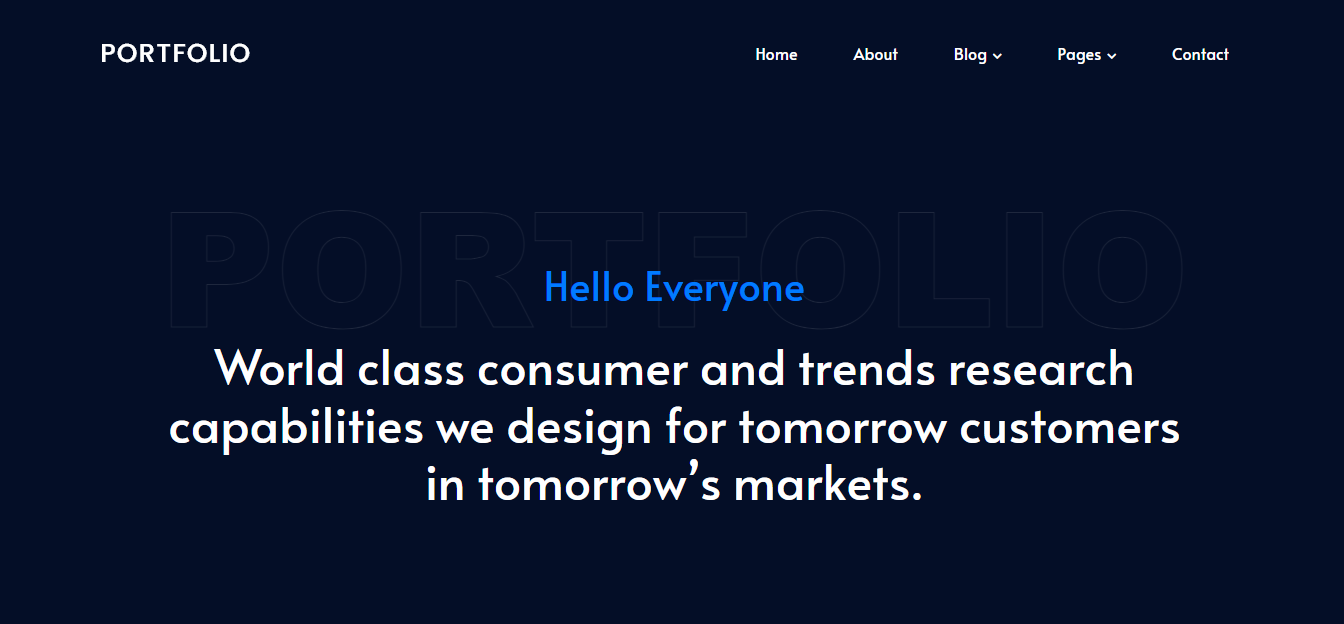 PORTFOLIO
Home About Blog Pages Contact
PORTFOLIO
Hello Everyone
World class consumer and trends research
capabilities we design for tomorrow customers
in tomorrow’s markets.